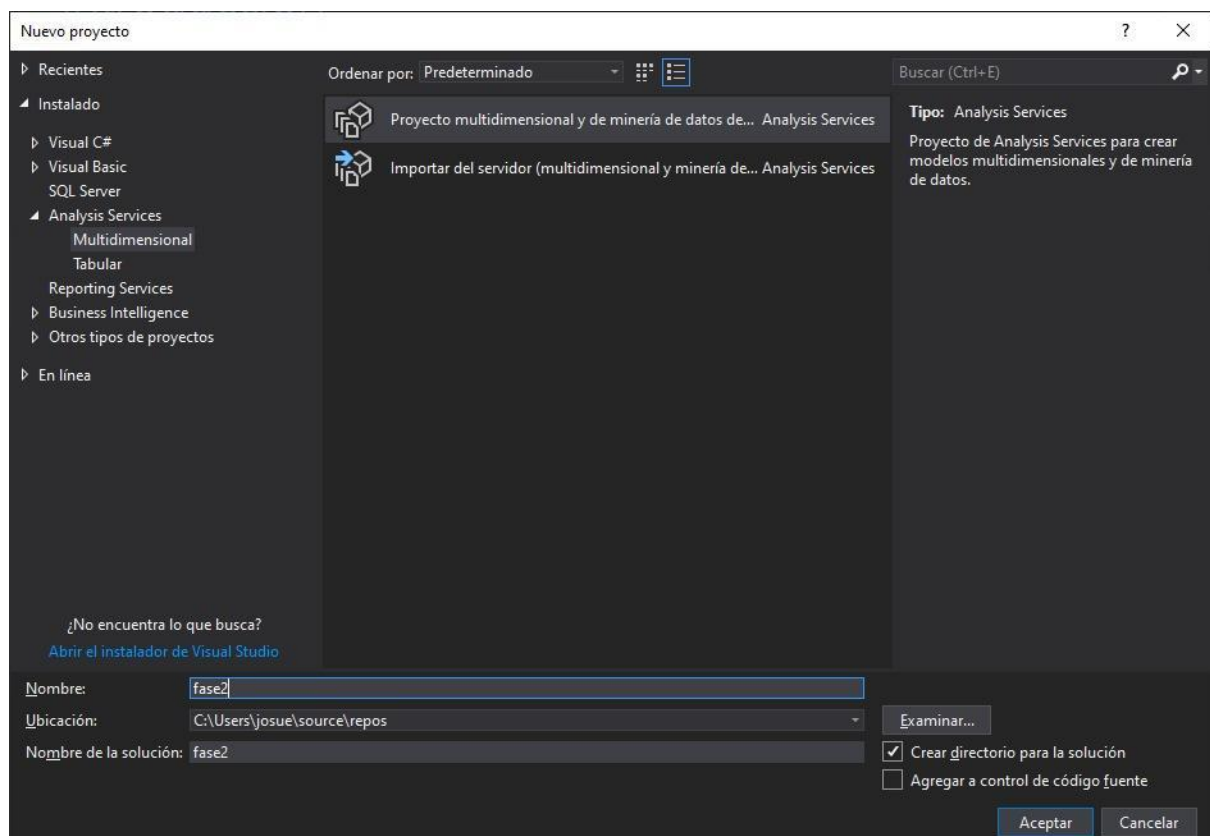 Nuevo proyecto
? ×
Recientes
Instalado
Visual C#
Visual Basic
SQL Server
Analysis Services
Multidimensional
Tabular
Reporting Services
Business Intelligence
Otros tipos de proyectos
En línea
¿No encuentra lo que busca?
Abrir el instalador de Visual Studio
Ordenar por: Predeterminado
Proyecto multidimensional y de minería de datos de... Analysis Services
Importar del servidor (multidimensional y minería de... Analysis Services
Buscar (Ctrl+E)
Tipo: Analysis Services
Proyecto de Analysis Services para crear
modelos multidimensionales y de minería
de datos.
Nombre: fase2
Ubicación: C:\Users\josue\source\repos
Examinar...
Nombre de la solución: fase2
Crear directorio para la solución
Agregar a control de código fuente
Aceptar Cancelar